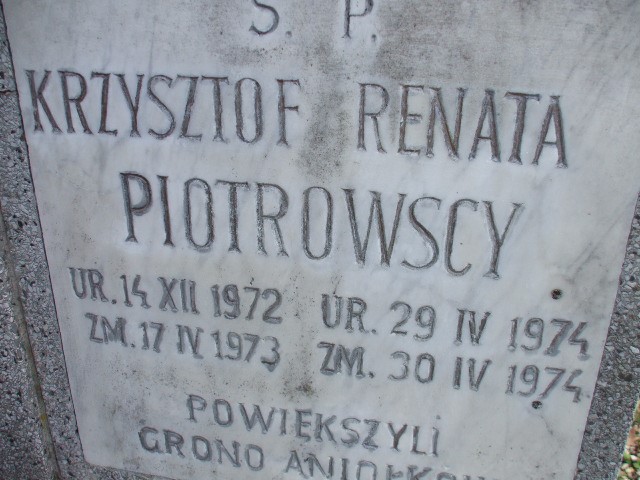 S. P.
KRZYSZTOF RENATA
PIOTROWSCY
UR. 14 XII 1972 UR. 29 IV 1974
ZM. 17 IV. 1973 ZM. 30 IV 1974
POWIĘKSZYLI
GRONO